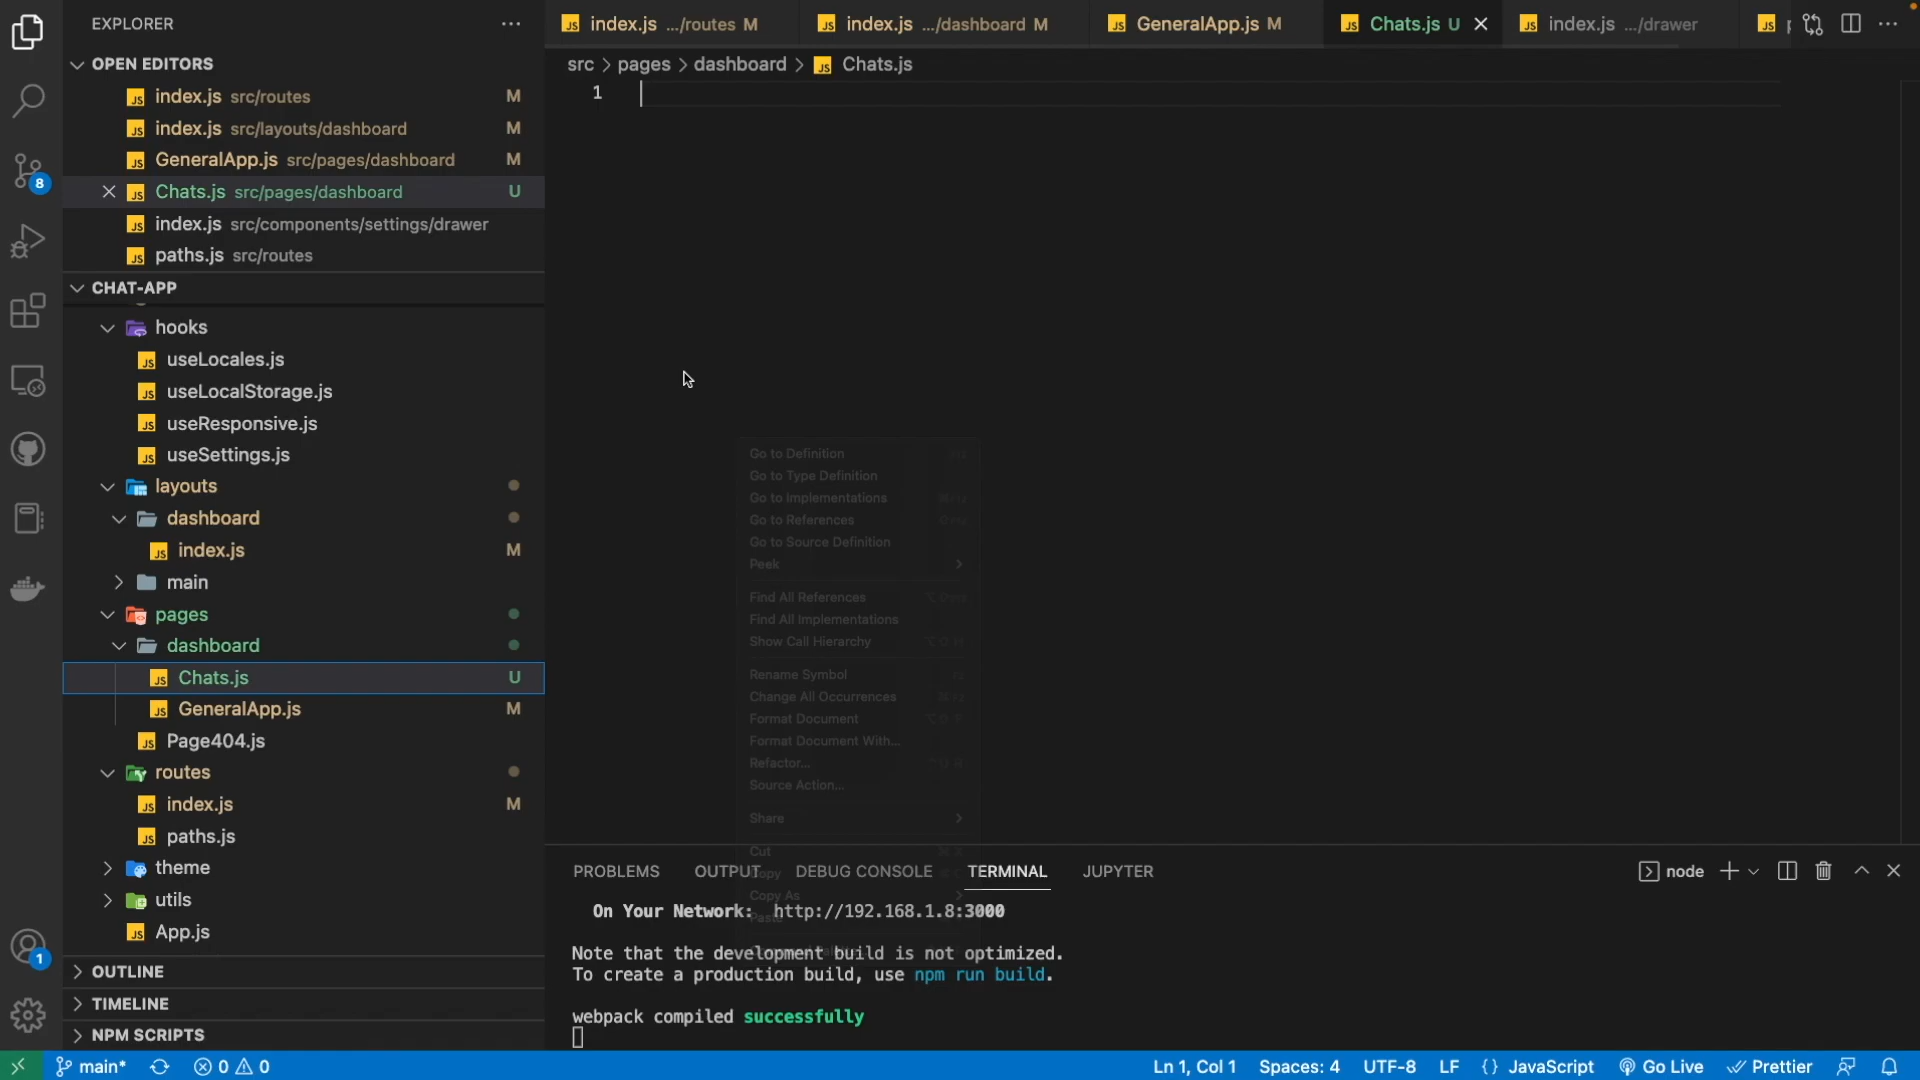 EXPLORER
OPEN EDITORS
index.js src/routes M
index.js src/layouts/dashboard M
GeneralApp.js src/pages/dashboard M
Chats.js src/pages/dashboard U
index.js src/components/settings/drawer
paths.js src/routes
CHAT-APP
hooks
useLocales.js
useLocalStorage.js
useResponsive.js
useSettings.js
layouts
dashboard
index.js M
main
pages
dashboard
Chats.js U
GeneralApp.js M
Page404.js
routes
index.js M
paths.js
theme
utils
App.js
OUTLINE
TIMELINE
NPM SCRIPTS
8
1
index.js .../routes M
index.js .../dashboard M
GeneralApp.js M
Chats.js U
index.js .../drawer
src > pages > dashboard > Chats.js
1
Go to Definition
Go to Type Definition
Go to Implementations
Go to References
Go to Source Definition
Peek
Find All References
Find All Implementations
Show Call Hierarchy
Rename Symbol
Change All Occurrences
Format Document
Format Document With...
Refactor...
Source Action...
Share
Cut
Copy
Copy As
Paste
PROBLEMS OUTPUT DEBUG CONSOLE TERMINAL JUPYTER
node
On Your Network: http://192.168.1.8:3000
Note that the development build is not optimized.
To create a production build, use npm run build.
webpack compiled successfully
main* 0 0 Ln 1, Col 1 Spaces: 4 UTF-8 LF {} JavaScript Go Live Prettier